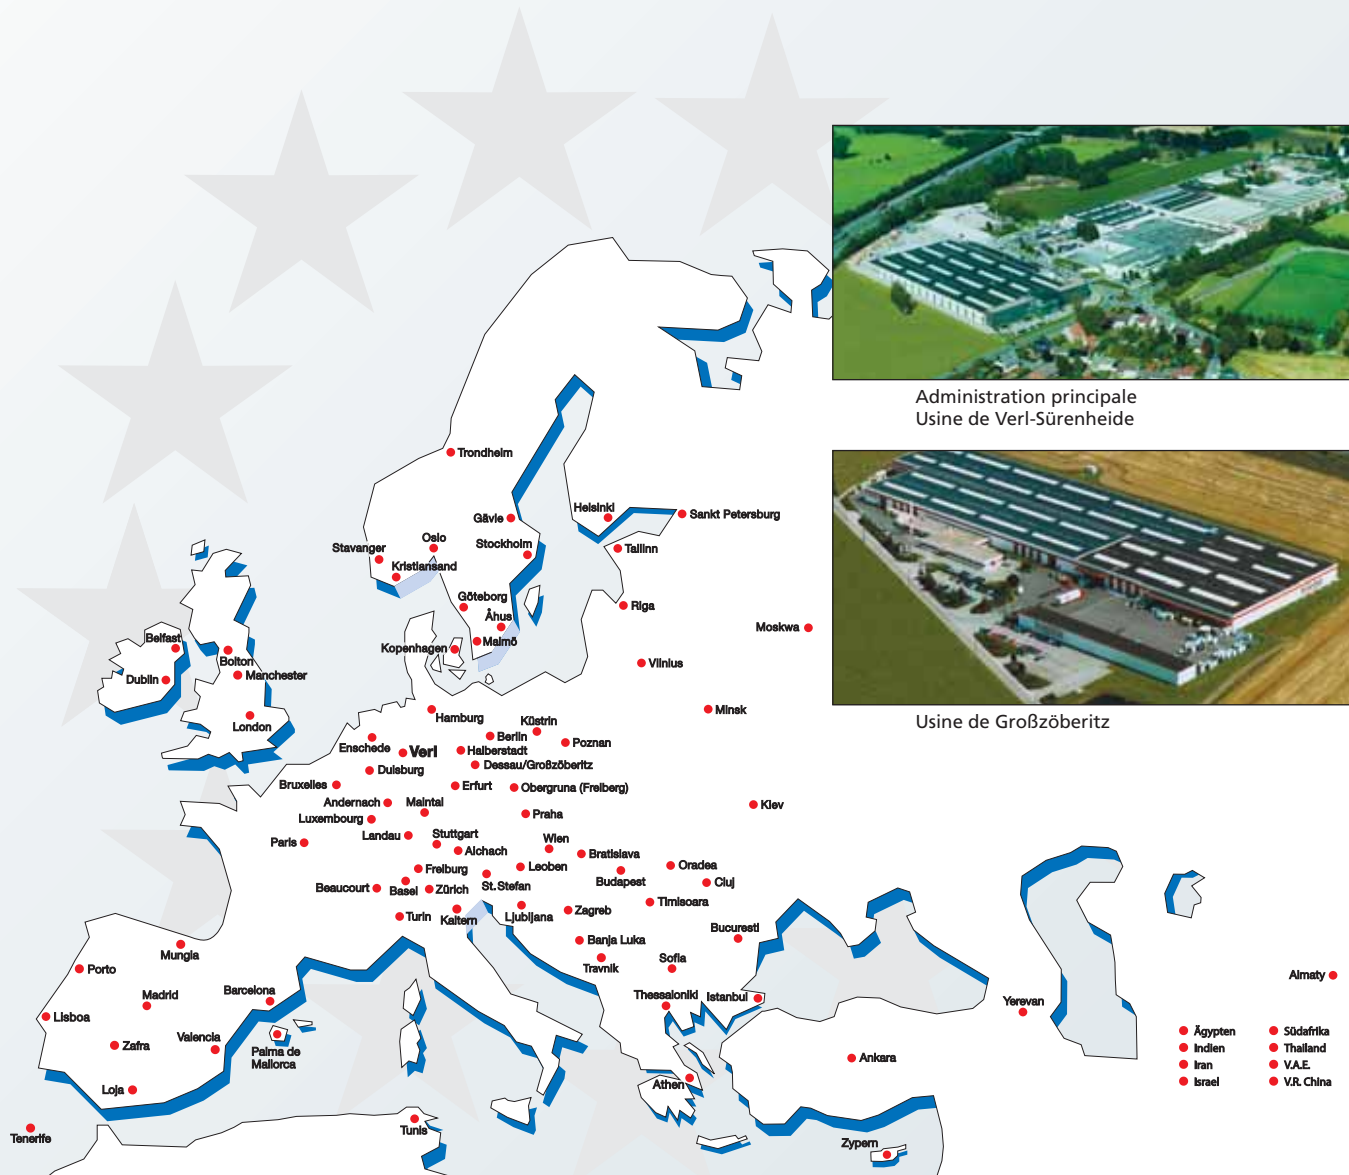 Administration principale
Usine de Verl-Sürenheide
Usine de Großzöberitz
Trondheim
Gävle
Helsinki
Sankt Petersburg
Oslo
Stavanger
Stockholm
Tallinn
Kristiansand
Göteborg
Åhus
Riga
Moskwa
Malmö
Kopenhagen
Belfast
Bolton
Vilnius
Dublin
Manchester
Minsk
London
Hamburg
Küstrin
Berlin
Enschede
Verl
Halberstadt
Poznan
Duisburg
Dessau/Großzöberitz
Bruxelles
Erfurt
Obergruna (Freiberg)
Andernach
Maintal
Kiev
Luxembourg
Praha
Landau
Stuttgart
Paris
Wien
Aichach
Bratislava
Freiburg
Leoben
Oradea
Beaucourt
Basel
Zürich
St. Stefan
Budapest
Cluj
Timisoara
Turin
Kaltern
Ljubljana
Zagreb
Bucuresti
Banja Luka
Mungia
Travnik
Sofia
Porto
Almaty
Madrid
Barcelona
Thessaloniki
Istanbul
Yerevan
Lisboa
Zafra
Valencia
Palma de
Mallorca
Ankara
Athen
Loja
Tenerife
Tunis
Zypern
Ägypten
Indien
Iran
Israel
Südafrika
Thailand
V.A.E.
V.R. China